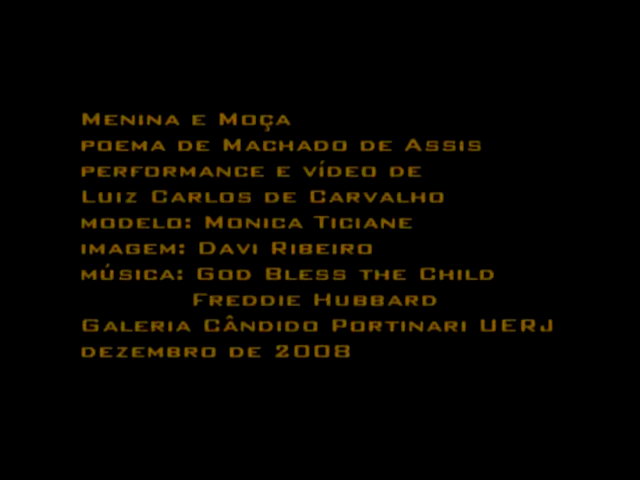 Menina e Moça
poema de Machado de Assis
performance e vídeo de
Luiz Carlos de Carvalho
modelo: Monica Ticiane
imagem: Davi Ribeiro
música: God Bless the Child
Freddie Hubbard
Galeria Cândido Portinari UERJ
dezembro de 2008